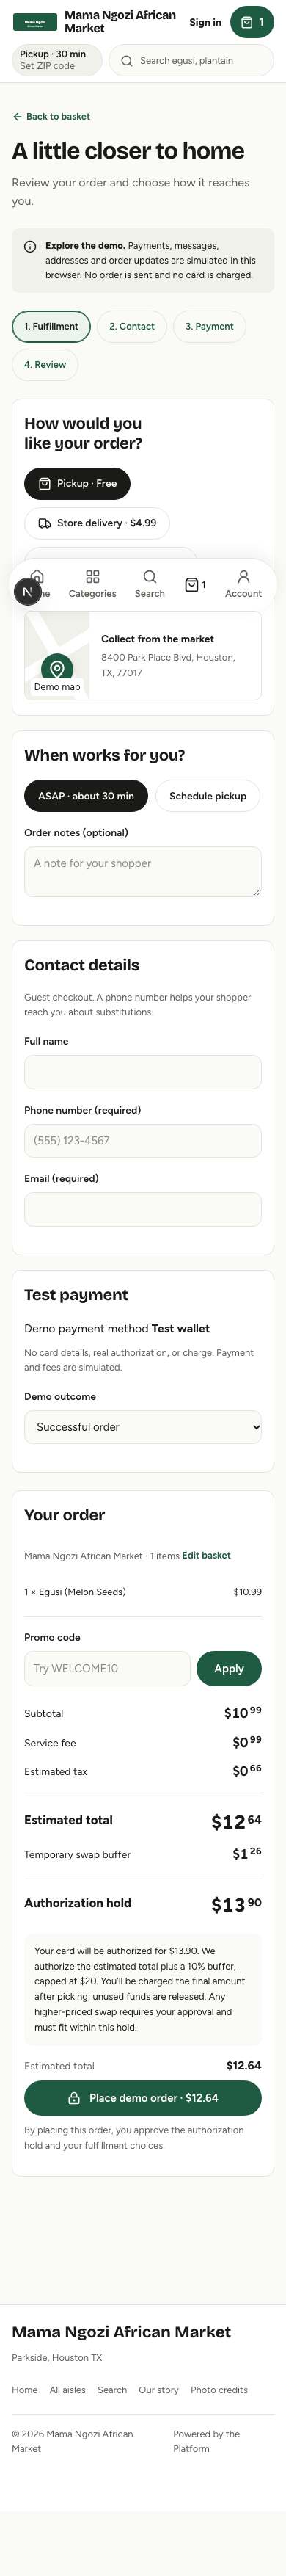 Mama Ngozi African
Market
Sign in
1
Pickup · 30 min
Set ZIP code
Search egusi, plantain
Back to basket
A little closer to home
Review your order and choose how it reaches
you.
Explore the demo. Payments, messages,
addresses and order updates are simulated in this
browser. No order is sent and no card is charged.
1. Fulfillment
2. Contact
3. Payment
4. Review
How would you
like your order?
Pickup · Free
Store delivery · $4.99
N
Categories
Search
1
Account
Demo map
Collect from the market
8400 Park Place Blvd, Houston,
TX, 77017
When works for you?
ASAP · about 30 min
Schedule pickup
Order notes (optional)
A note for your shopper
Contact details
Guest checkout. A phone number helps your shopper
reach you about substitutions.
Full name
Phone number (required)
(555) 123-4567
Email (required)
Test payment
Demo payment method Test wallet
No card details, real authorization, or charge. Payment
and fees are simulated.
Demo outcome
Successful order
Your order
Mama Ngozi African Market · 1 items Edit basket
1 × Egusi (Melon Seeds) $10.99
Promo code
Try WELCOME10
Apply
Subtotal $10 99
Service fee $0 99
Estimated tax $0 66
Estimated total $12 64
Temporary swap buffer $1 26
Authorization hold $13 90
Your card will be authorized for $13.90. We
authorize the estimated total plus a 10% buffer,
capped at $20. You'll be charged the final amount
after picking; unused funds are released. Any
higher-priced swap requires your approval and
must fit within this hold.
Estimated total $12.64
Place demo order · $12.64
By placing this order, you approve the authorization
hold and your fulfillment choices.
Mama Ngozi African Market
Parkside, Houston TX
Home All aisles Search Our story Photo credits
© 2026 Mama Ngozi African
Market
Powered by the
Platform